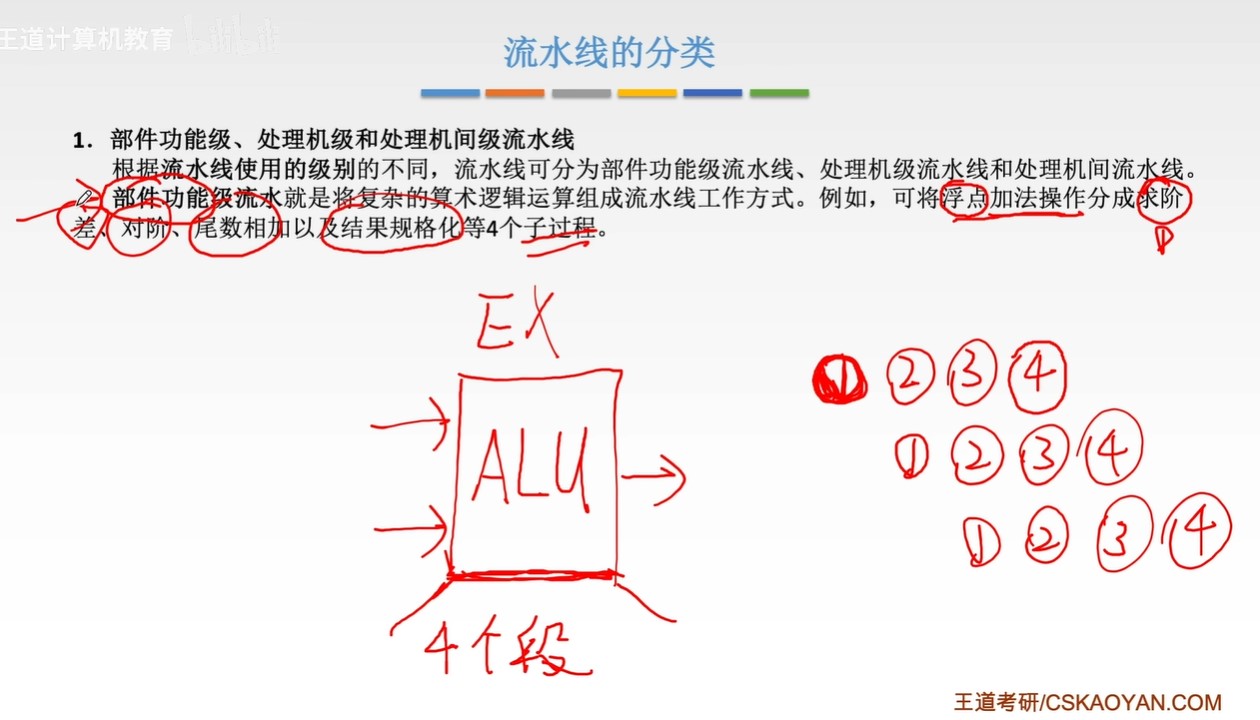 王道计算机教育
流水线的分类
1. 部件功能级、处理机级和处理机间级流水线
根据流水线使用的级别的不同，流水线可分为部件功能级流水线、处理机级流水线和处理机间流水线。
部件功能级流水就是将复杂的算术逻辑运算组成流水线工作方式。例如，可将浮点加法操作分成求阶
差、对阶、尾数相加以及结果规格化等4个子过程。
①
EX
ALU
4个段
① ② ③ ④
① ② ③ ④
① ② ③ ④
王道考研/CSKAOYAN.COM